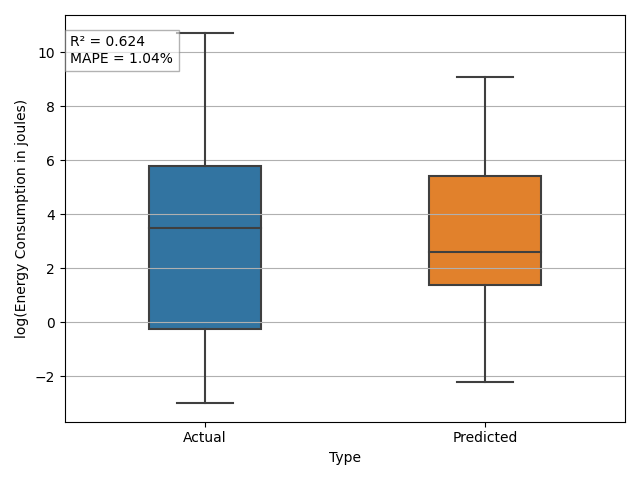 R² = 0.624
MAPE = 1.04%
10
8
6
4
2
0
−2
log(Energy Consumption in joules)
Actual
Predicted
Type